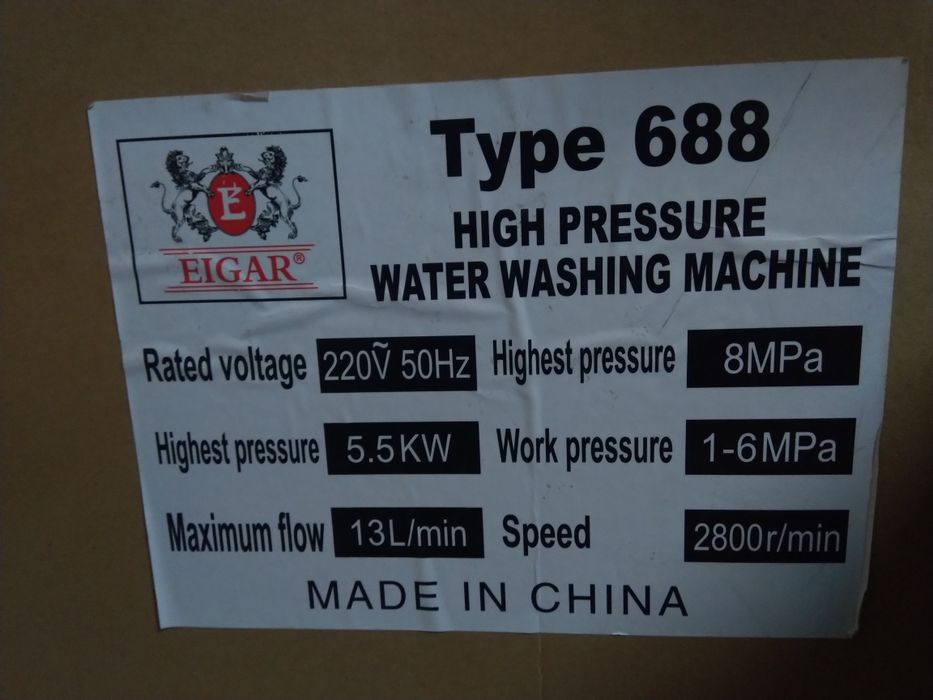 E
EIGAR®
Type 688
HIGH PRESSURE
WATER WASHING MACHINE
Rated voltage 220Ṽ 50Hz Highest pressure 8MPa
Highest pressure 5.5KW Work pressure 1-6MPa
Maximum flow 13L/min Speed 2800r/min
MADE IN CHINA